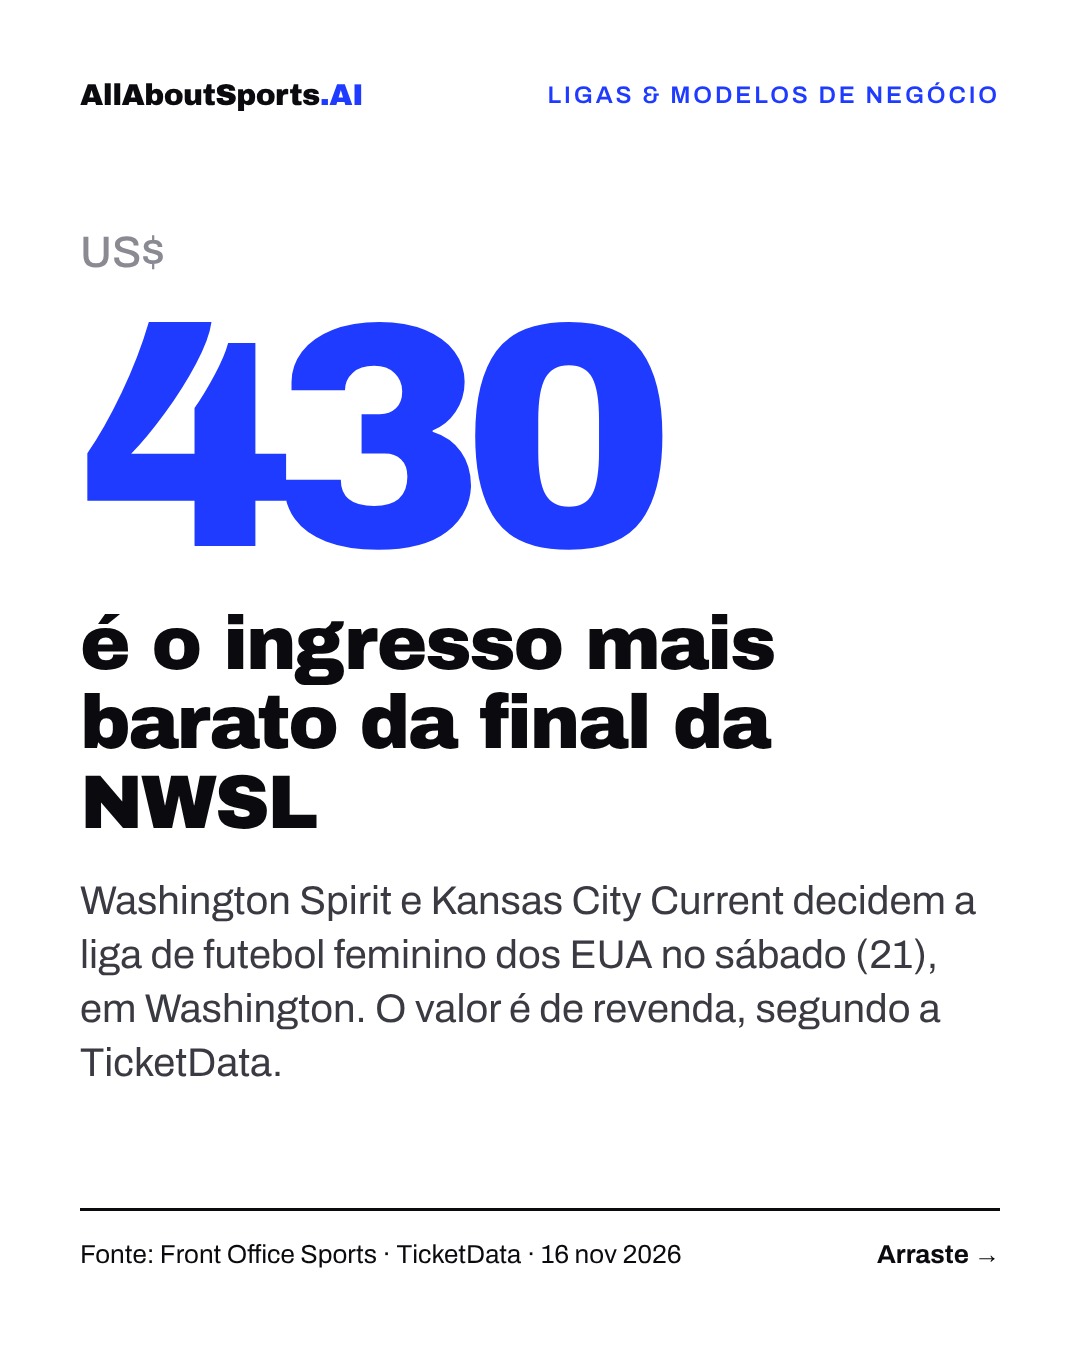 AllAboutSports.AI
LIGAS & MODELOS DE NEGÓCIO
US$
430
é o ingresso mais
barato da final da
NWSL
Washington Spirit e Kansas City Current decidem a
liga de futebol feminino dos EUA no sábado (21),
em Washington. O valor é de revenda, segundo a
TicketData.
Fonte: Front Office Sports · TicketData · 16 nov 2026
Arraste →